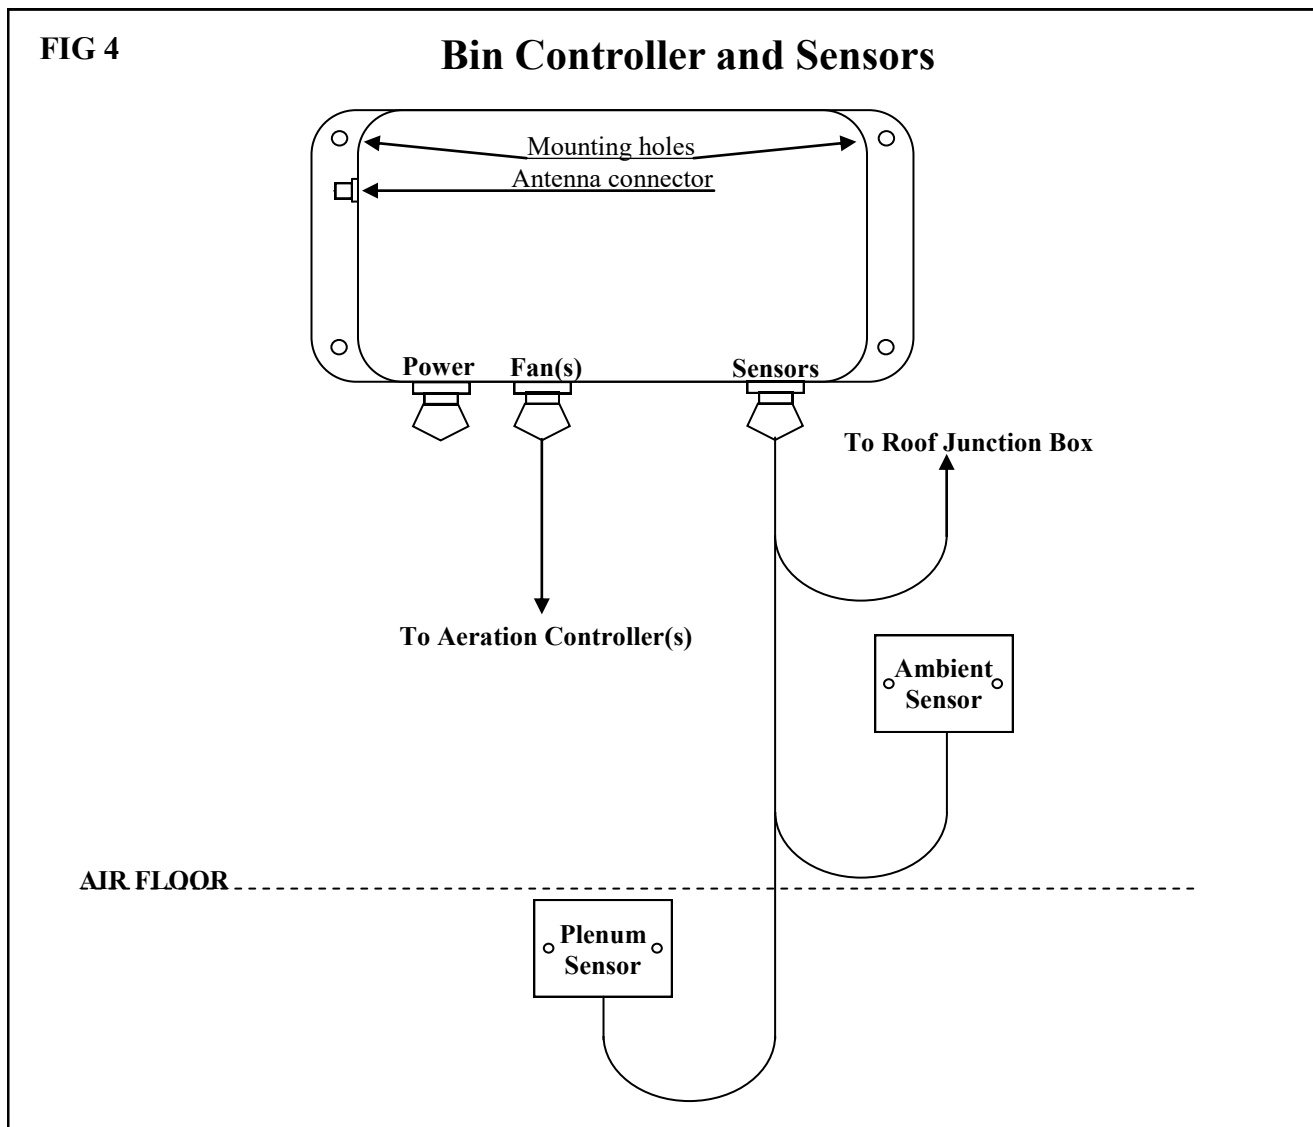 FIG 4
Bin Controller and Sensors
Mounting holes
Antenna connector
Power
Fan(s)
Sensors
To Roof Junction Box
To Aeration Controller(s)
Ambient
Sensor
AIR FLOOR
Plenum
Sensor